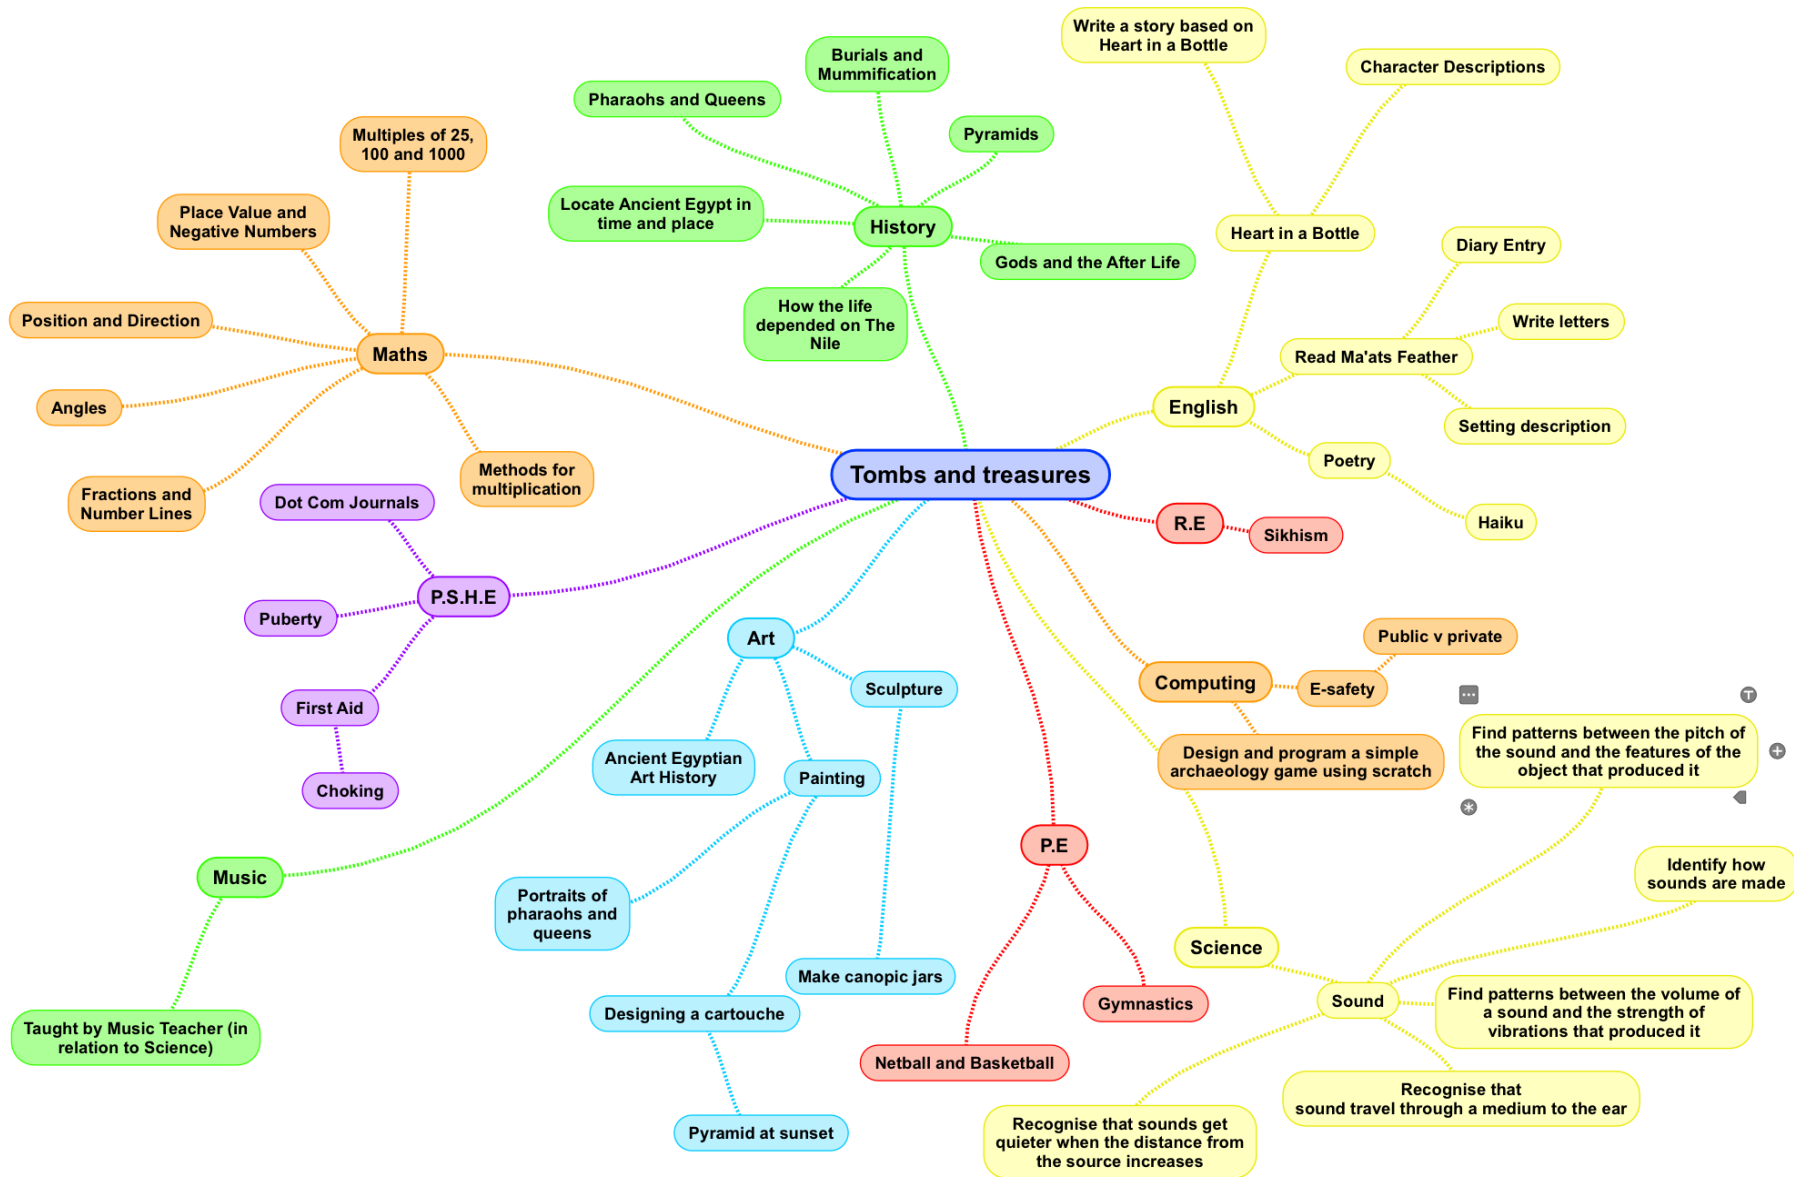 Write a story based on
Heart in a Bottle
Burials and
Mummification
Character Descriptions
Pharaohs and Queens
Pyramids
Multiples of 25,
100 and 1000
Place Value and
Negative Numbers
Locate Ancient Egypt in
time and place
History
Heart in a Bottle
Diary Entry
Gods and the After Life
How the life
depended on The
Nile
Position and Direction
Write letters
Maths
Read Ma'ats Feather
Angles
English
Setting description
Poetry
Methods for
multiplication
Tombs and treasures
Fractions and
Number Lines
Dot Com Journals
R.E
Sikhism
Haiku
P.S.H.E
Puberty
Art
Public v private
Computing
E-safety
Sculpture
First Aid
Find patterns between the pitch of
the sound and the features of the
object that produced it
Design and program a simple
archaeology game using scratch
Ancient Egyptian
Art History
Painting
Choking
P.E
Identify how
sounds are made
Music
Portraits of
pharaohs and
queens
Science
Make canopic jars
Gymnastics
Sound
Find patterns between the volume of
a sound and the strength of
vibrations that produced it
Designing a cartouche
Taught by Music Teacher (in
relation to Science)
Netball and Basketball
Recognise that
sound travel through a medium to the ear
Pyramid at sunset
Recognise that sounds get
quieter when the distance from
the source increases